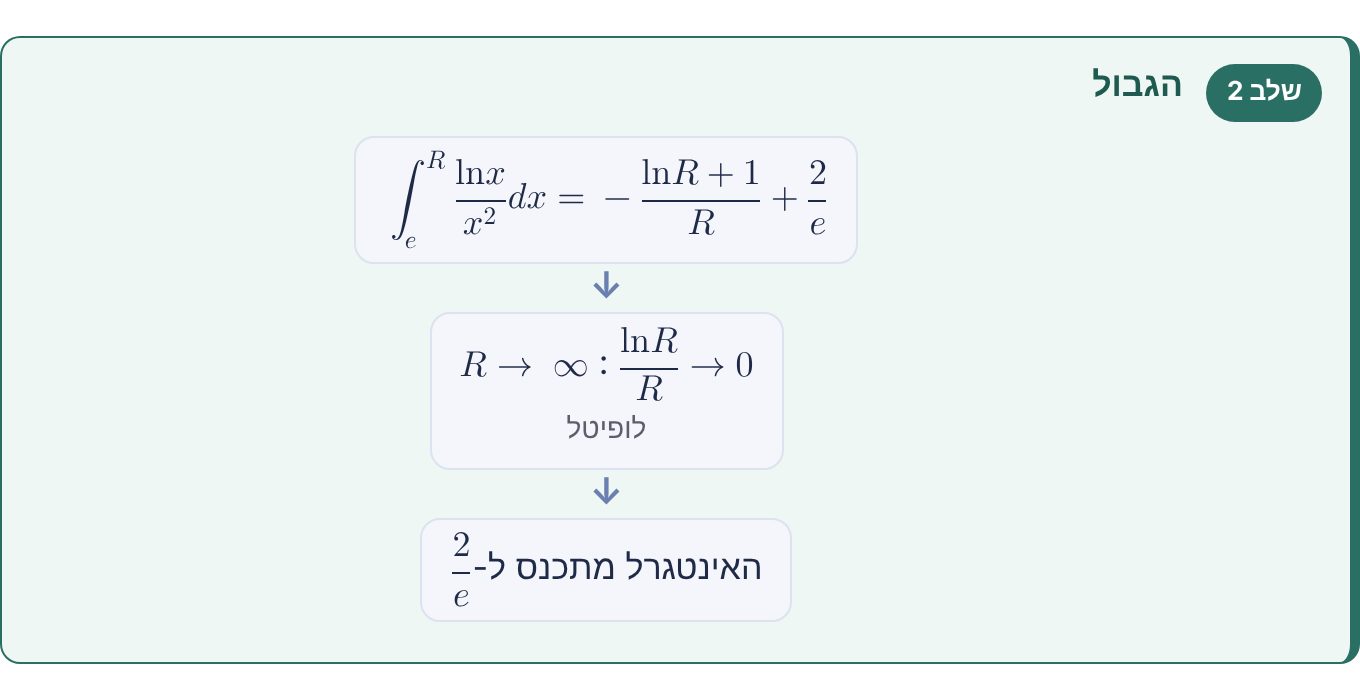 שלב 2 הגבול
∫_e^R (lnx / x²) dx = − (lnR + 1)/R + 2/e
R → ∞ : lnR/R → 0
לופיטל
האינטגרל מתכנס ל-2/e